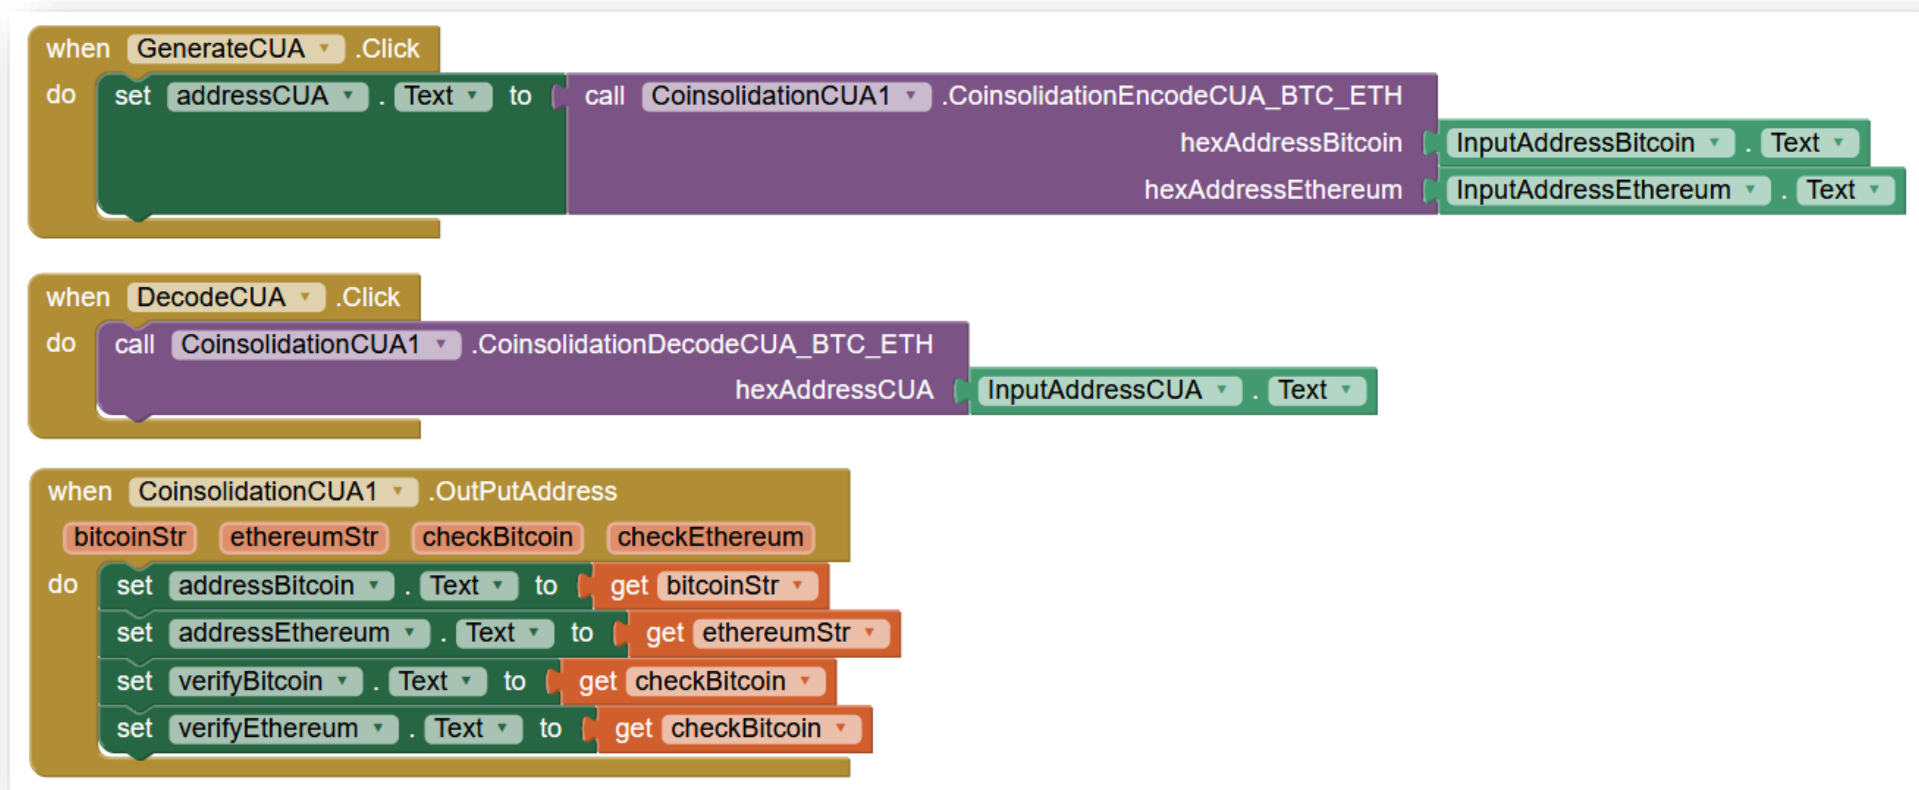 when GenerateCUA .Click
do set addressCUA . Text to call CoinsolidationCUA1 .CoinsolidationEncodeCUA_BTC_ETH
hexAddressBitcoin InputAddressBitcoin . Text
hexAddressEthereum InputAddressEthereum . Text
when DecodeCUA .Click
do call CoinsolidationCUA1 .CoinsolidationDecodeCUA_BTC_ETH
hexAddressCUA InputAddressCUA . Text
when CoinsolidationCUA1 .OutPutAddress
bitcoinStr ethereumStr checkBitcoin checkEthereum
do set addressBitcoin . Text to get bitcoinStr
set addressEthereum . Text to get ethereumStr
set verifyBitcoin . Text to get checkBitcoin
set verifyEthereum . Text to get checkBitcoin